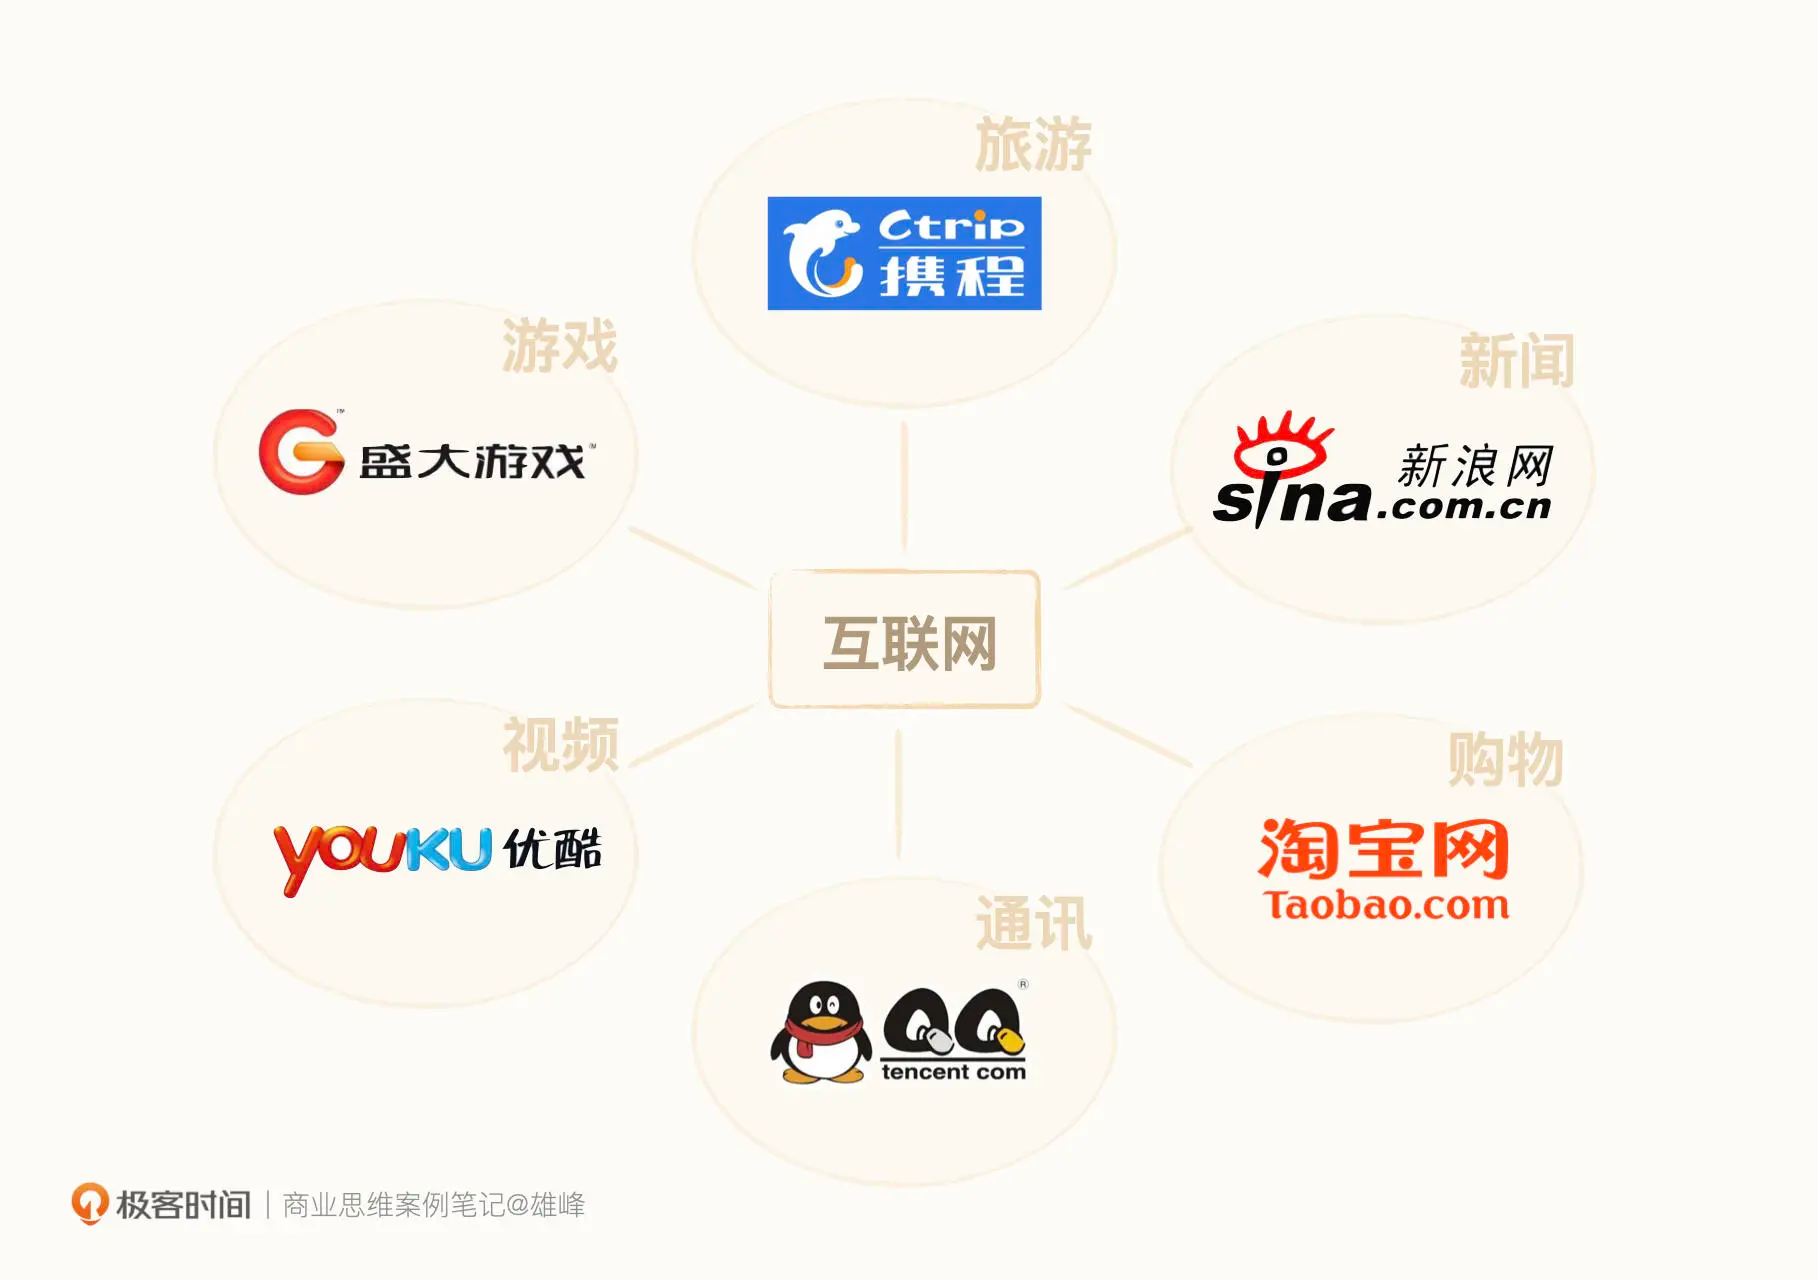 旅游
Ctrip
携程
游戏
盛大游戏™
新闻
新浪网
sina.com.cn
互联网
视频
YOUKU 优酷
购物
淘宝网
Taobao.com
通讯
QQ®
tencent com
极客时间 | 商业思维案例笔记@雄峰